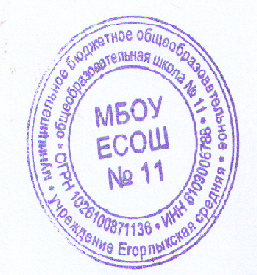 муниципальное бюджетное общеобразовательное
учреждение Егорлыкская средняя
общеобразовательная школа № 11
ОГРН 1026100871136 • ИНН 6109006788
МБОУ
ЕСОШ
№ 11